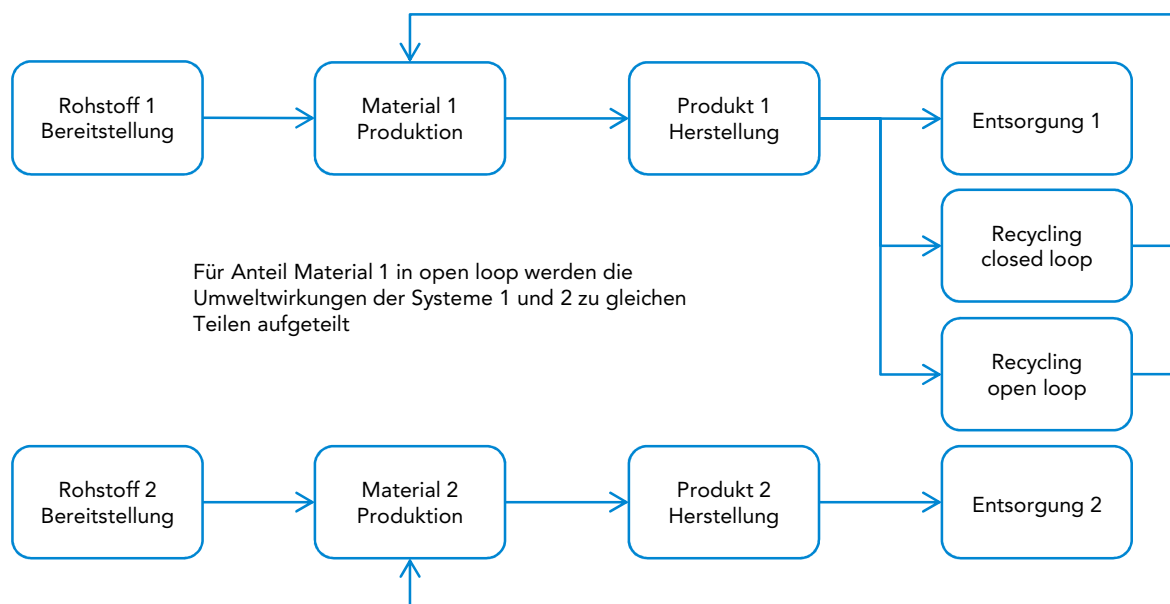 Rohstoff 1
Bereitstellung
Material 1
Produktion
Produkt 1
Herstellung
Entsorgung 1
Recycling
closed loop
Für Anteil Material 1 in open loop werden die
Umweltwirkungen der Systeme 1 und 2 zu gleichen
Teilen aufgeteilt
Recycling
open loop
Rohstoff 2
Bereitstellung
Material 2
Produktion
Produkt 2
Herstellung
Entsorgung 2